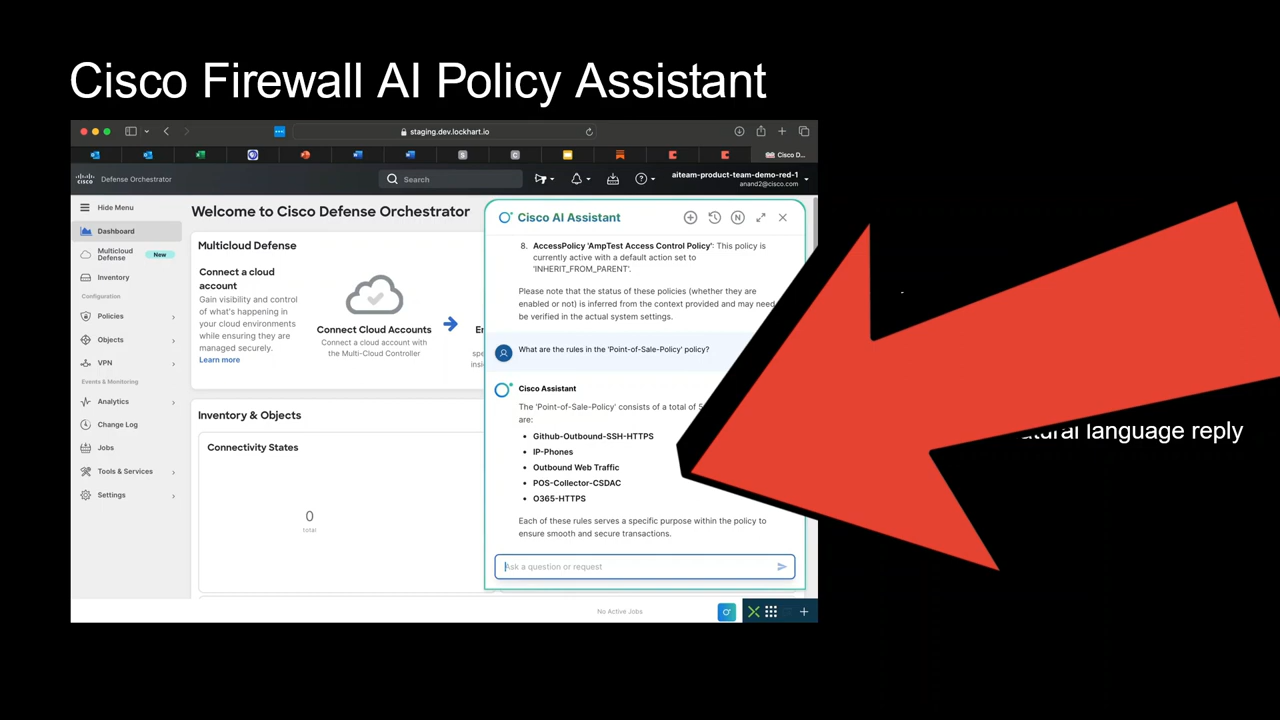 Cisco Firewall AI Policy Assistant
staging.dev.lockhart.io
Cisco D...
CISCO
Defense Orchestrator
Search
aiteam-product-team-demo-red-1
anand2@cisco.com
Hide Menu
Dashboard
Multicloud
Defense
New
Inventory
Configuration
Policies
Objects
VPN
Events & Monitoring
Analytics
Change Log
Jobs
Tools & Services
Settings
Welcome to Cisco Defense Orchestrator
Multicloud Defense
Connect a cloud
account
Gain visibility and control
of what's happening in
your cloud environments
while ensuring they are
managed securely.
Learn more
Connect Cloud Accounts
Connect a cloud account with
the Multi-Cloud Controller
Inventory & Objects
Connectivity States
0
total
Cisco AI Assistant
N
8. AccessPolicy 'AmpTest Access Control Policy': This policy is
currently active with a default action set to
'INHERIT_FROM_PARENT'.
Please note that the status of these policies (whether they are
enabled or not) is inferred from the context provided and may need
be verified in the actual system settings.
What are the rules in the 'Point-of-Sale-Policy' policy?
Cisco Assistant
The 'Point-of-Sale-Policy' consists of a total of
are:
• Github-Outbound-SSH-HTTPS
• IP-Phones
• Outbound Web Traffic
• POS-Collector-CSDAC
• O365-HTTPS
Each of these rules serves a specific purpose within the policy to
ensure smooth and secure transactions.
Ask a question or request
No Active Jobs
language reply